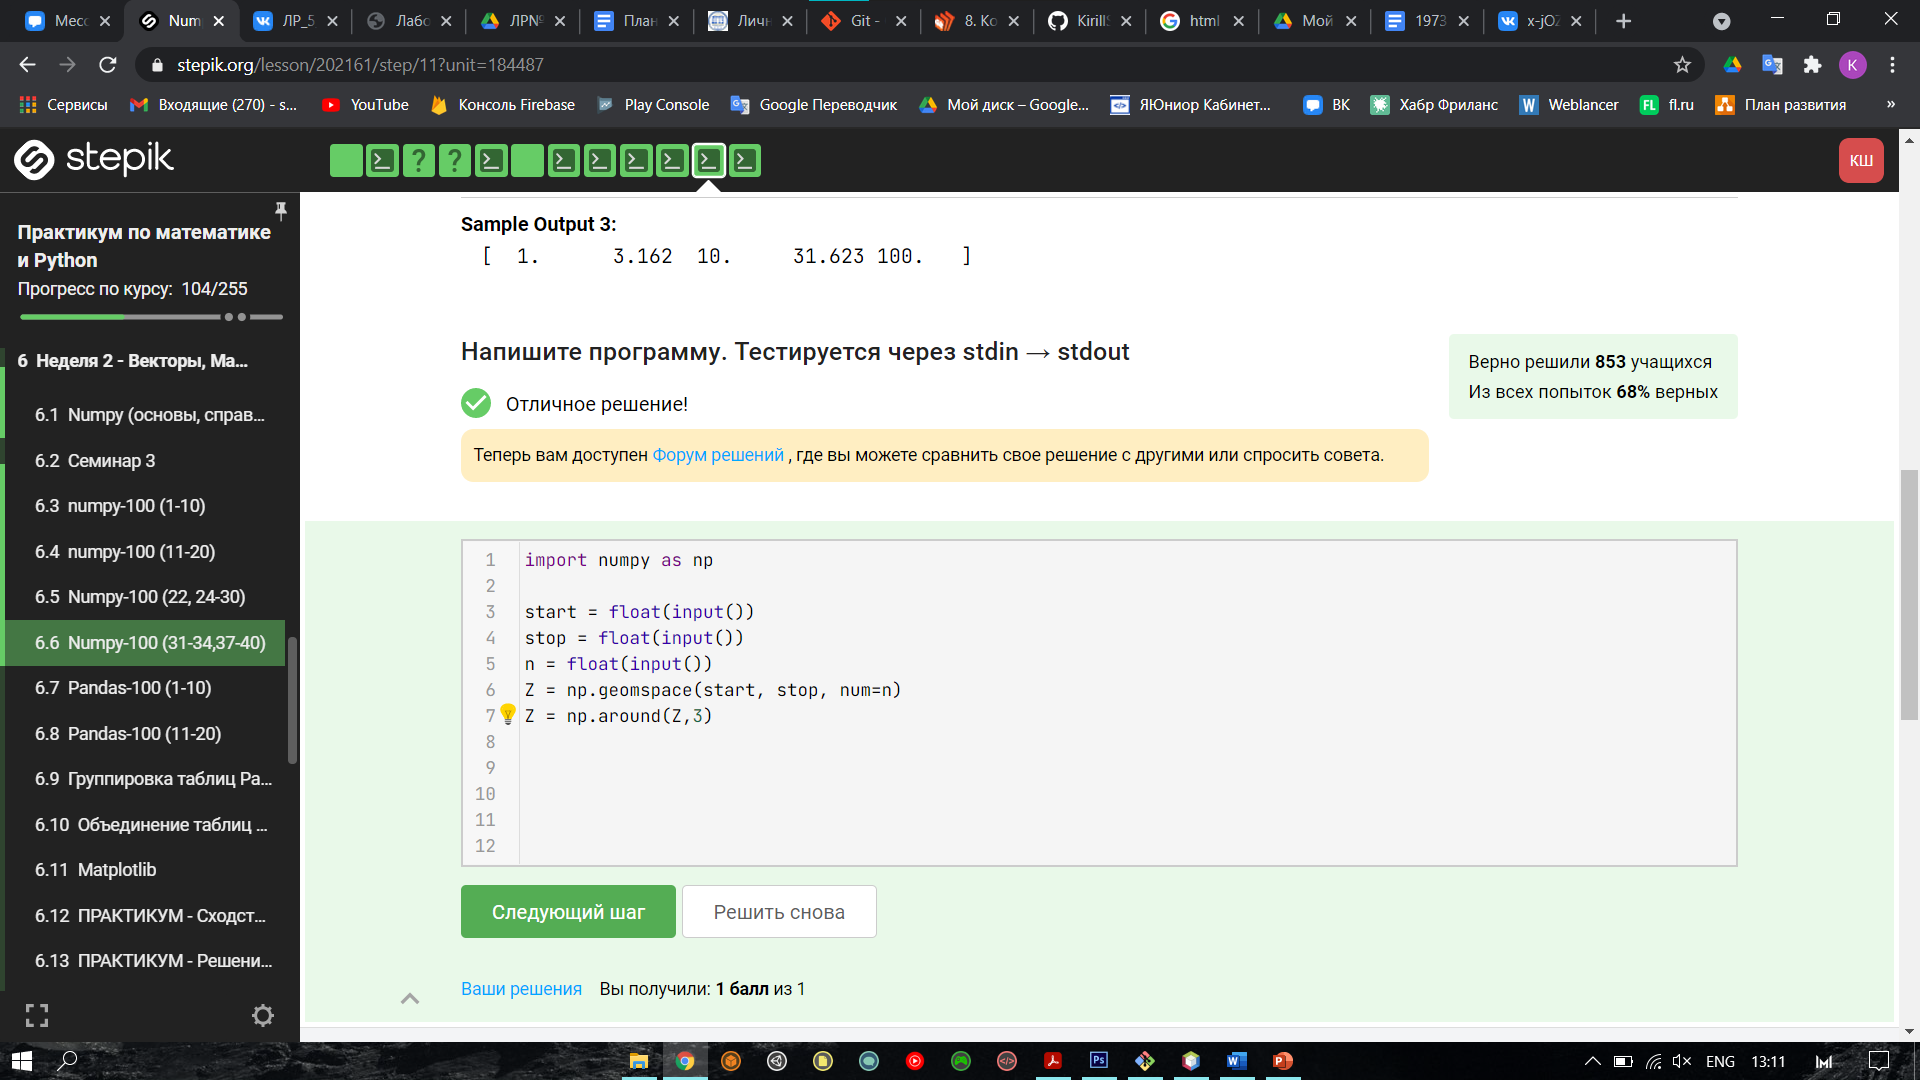 Месс
Num
ЛР_5
Лабо
ЛР№
План
Личн
Git -
8. Ко
KirillS
html
Мой
1973
x-jOZ
stepik.org/lesson/202161/step/11?unit=184487
K
Сервисы
Входящие (270) - s...
YouTube
Консоль Firebase
Play Console
Google Переводчик
Мой диск – Google...
ЯЮниор Кабинет...
ВК
Хабр Фриланс
Weblancer
fl.ru
План развития
»
stepik
КШ
Практикум по математике
и Python
Прогресс по курсу: 104/255
6 Неделя 2 - Векторы, Ма...
6.1 Numpy (основы, справ...
6.2 Семинар 3
6.3 numpy-100 (1-10)
6.4 numpy-100 (11-20)
6.5 Numpy-100 (22, 24-30)
6.6 Numpy-100 (31-34,37-40)
6.7 Pandas-100 (1-10)
6.8 Pandas-100 (11-20)
6.9 Группировка таблиц Pa...
6.10 Объединение таблиц ...
6.11 Matplotlib
6.12 ПРАКТИКУМ - Сходст...
6.13 ПРАКТИКУМ - Решени...
Sample Output 3:
[  1.      3.162  10.     31.623 100.   ]
Напишите программу. Тестируется через stdin → stdout
Верно решили 853 учащихся
Из всех попыток 68% верных
Отличное решение!
Теперь вам доступен Форум решений , где вы можете сравнить свое решение с другими или спросить совета.
1 import numpy as np
2
3 start = float(input())
4 stop = float(input())
5 n = float(input())
6 Z = np.geomspace(start, stop, num=n)
7 Z = np.around(Z,3)
8
9
10
11
12
Следующий шаг
Решить снова
Ваши решения Вы получили: 1 балл из 1
ENG
13:11